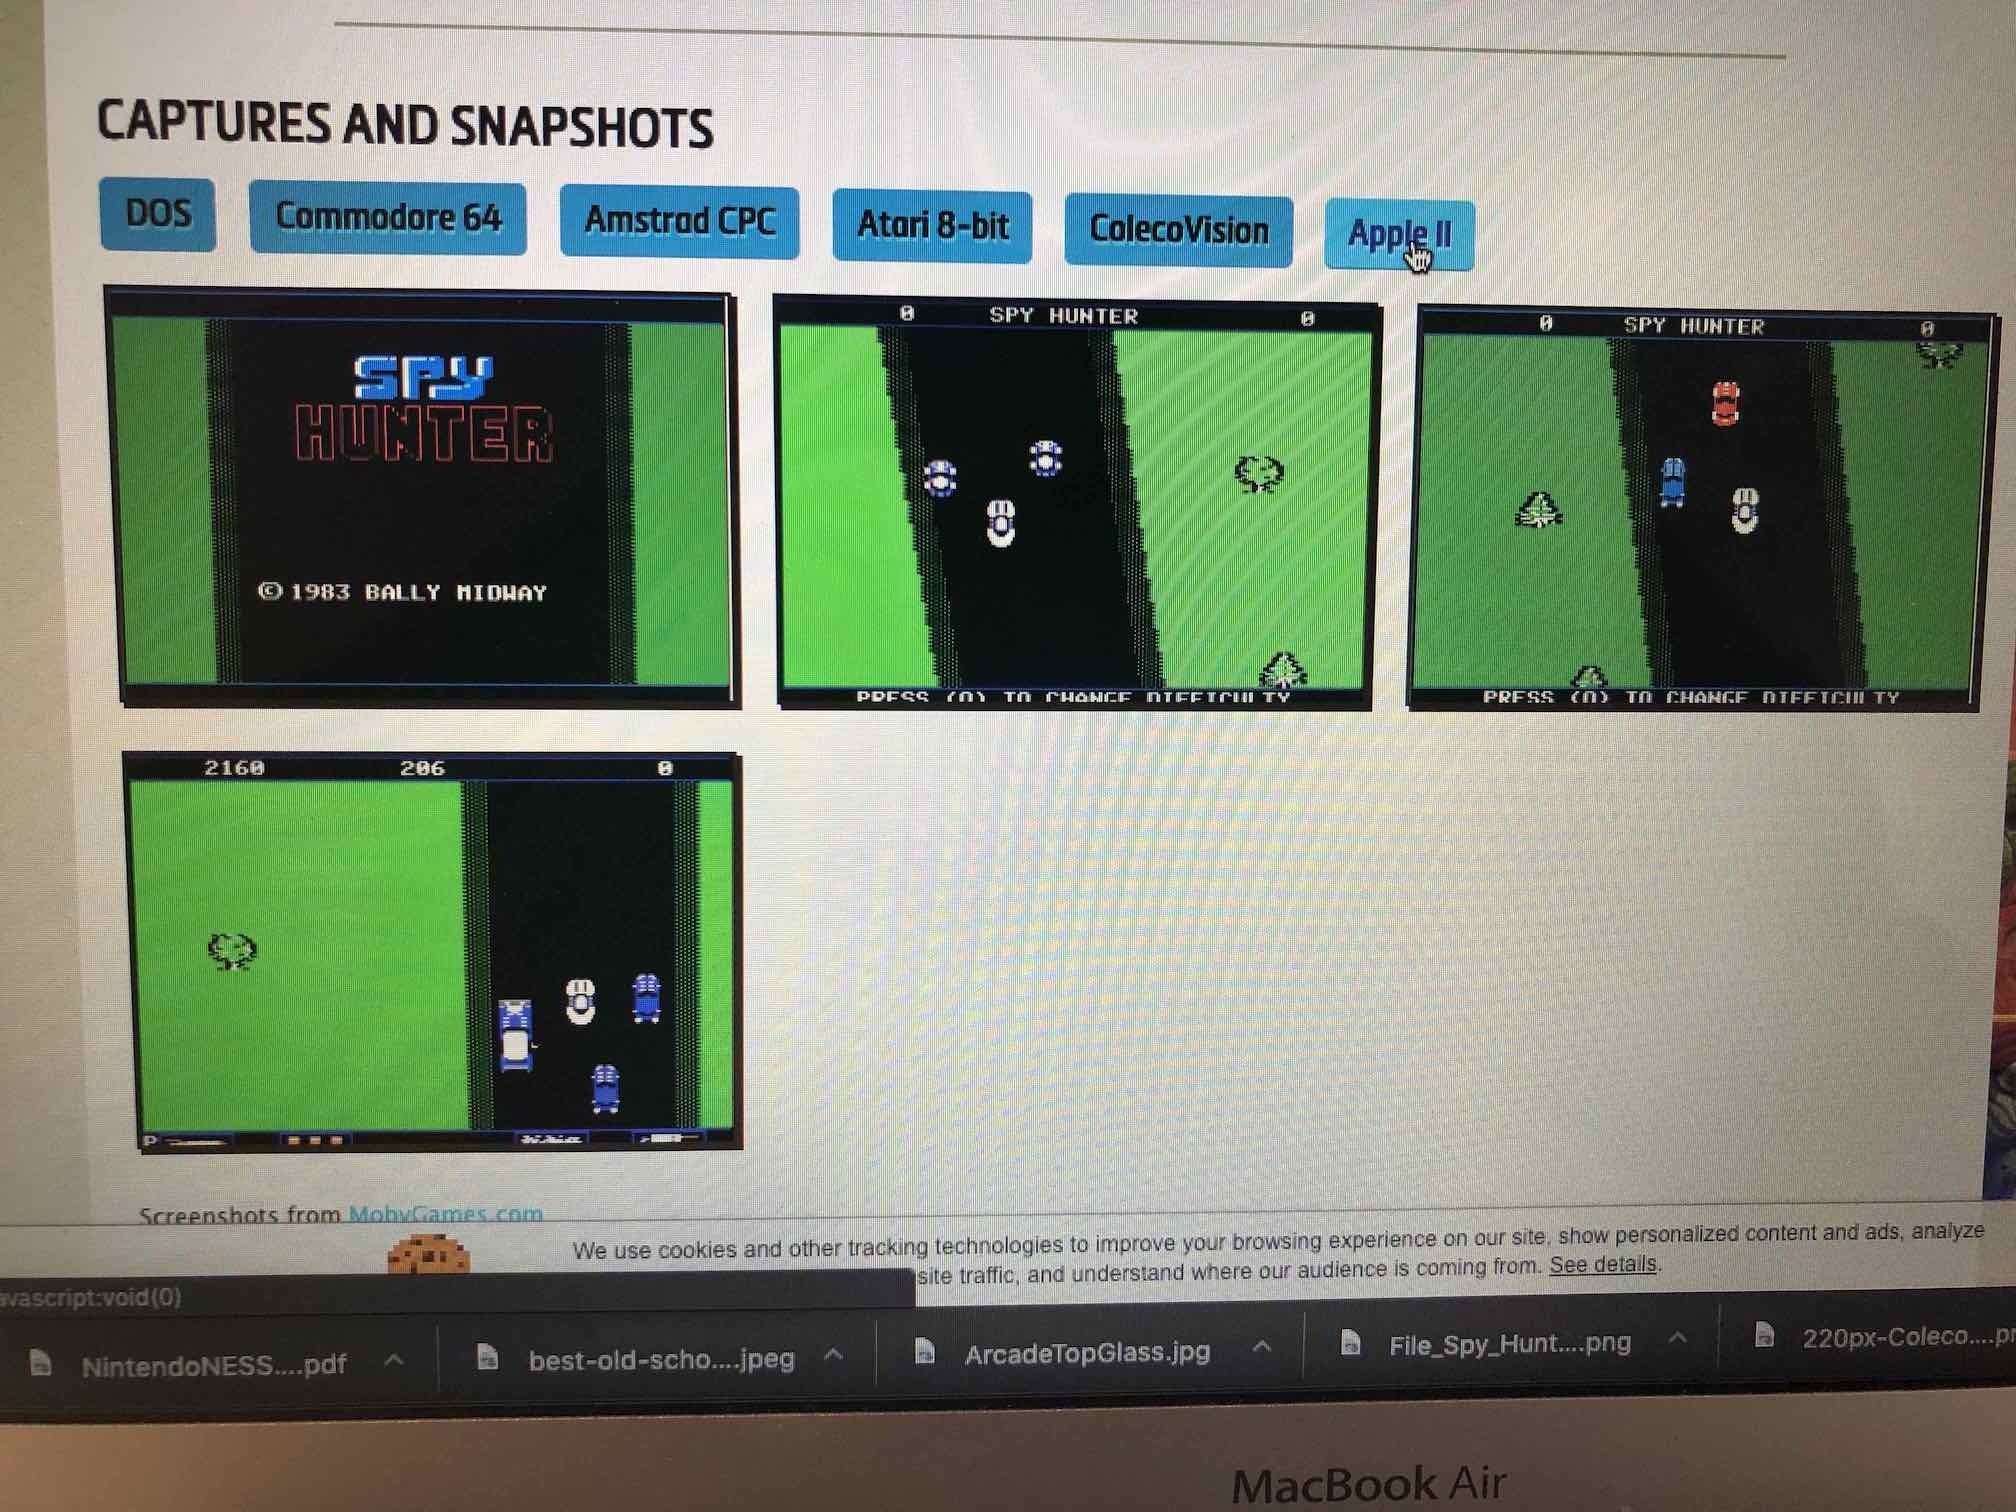 CAPTURES AND SNAPSHOTS
DOS
Commodore 64
Amstrad CPC
Atari 8-bit
ColecoVision
Apple II
SPY
HUNTER
© 1983 BALLY MIDWAY
0 SPY HUNTER 0
PRESS (D) TO CHANGE DIFFICULTY
0 SPY HUNTER 0
PRESS (D) TO CHANGE DIFFICULTY
2160 206 0
P
Screenshots from MobyGames.com
We use cookies and other tracking technologies to improve your browsing experience on our site, show personalized content and ads, analyze
site traffic, and understand where our audience is coming from. See details.
avascript:void(0)
NintendoNESS....pdf
best-old-scho....jpeg
ArcadeTopGlass.jpg
File_Spy_Hunt....png
220px-Coleco....pn
MacBook Air